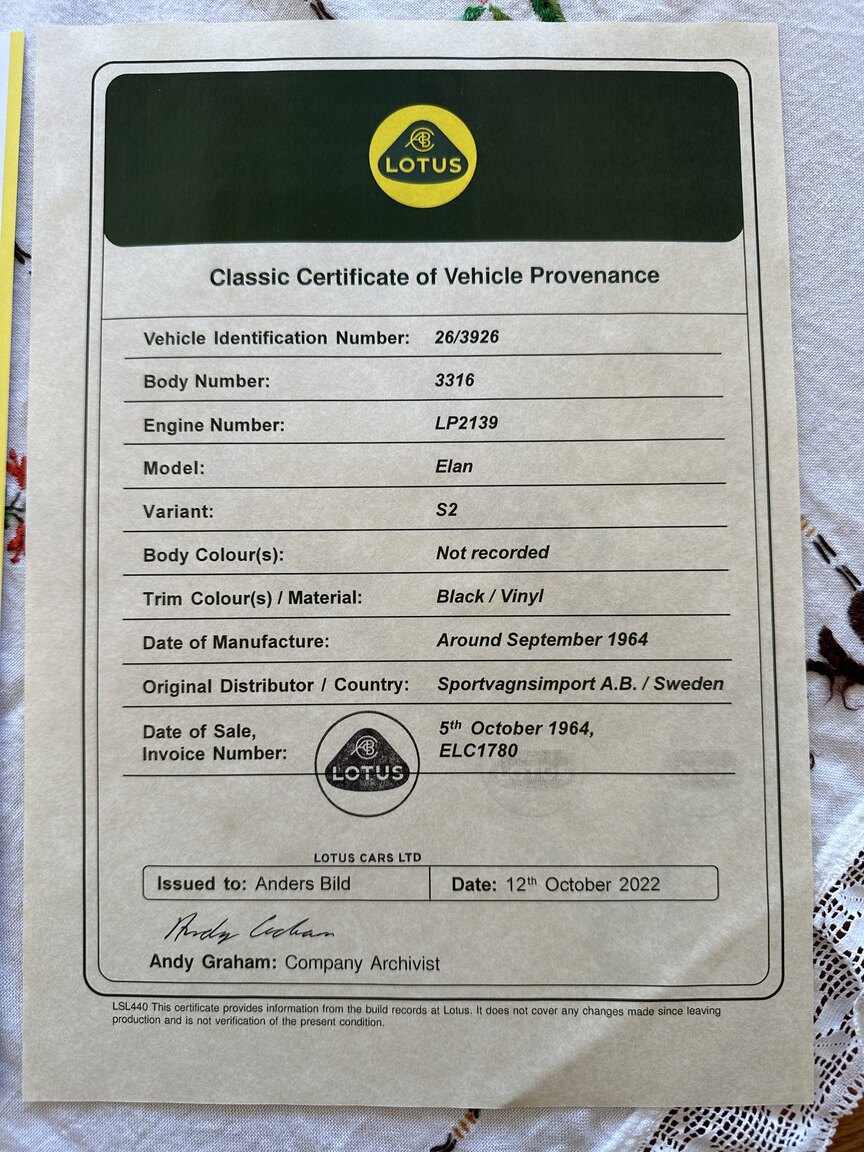 LOTUS
Classic Certificate of Vehicle Provenance
Vehicle Identification Number: 26/3926
Body Number: 3316
Engine Number: LP2139
Model: Elan
Variant: S2
Body Colour(s): Not recorded
Trim Colour(s) / Material: Black / Vinyl
Date of Manufacture: Around September 1964
Original Distributor / Country: Sportvagnsimport A.B. / Sweden
Date of Sale, 5th October 1964,
Invoice Number: ELC1780
LOTUS
LOTUS CARS LTD
Issued to: Anders Bild Date: 12th October 2022
Andy Graham: Company Archivist
LSL440 This certificate provides information from the build records at Lotus. It does not cover any changes made since leaving
production and is not verification of the present condition.